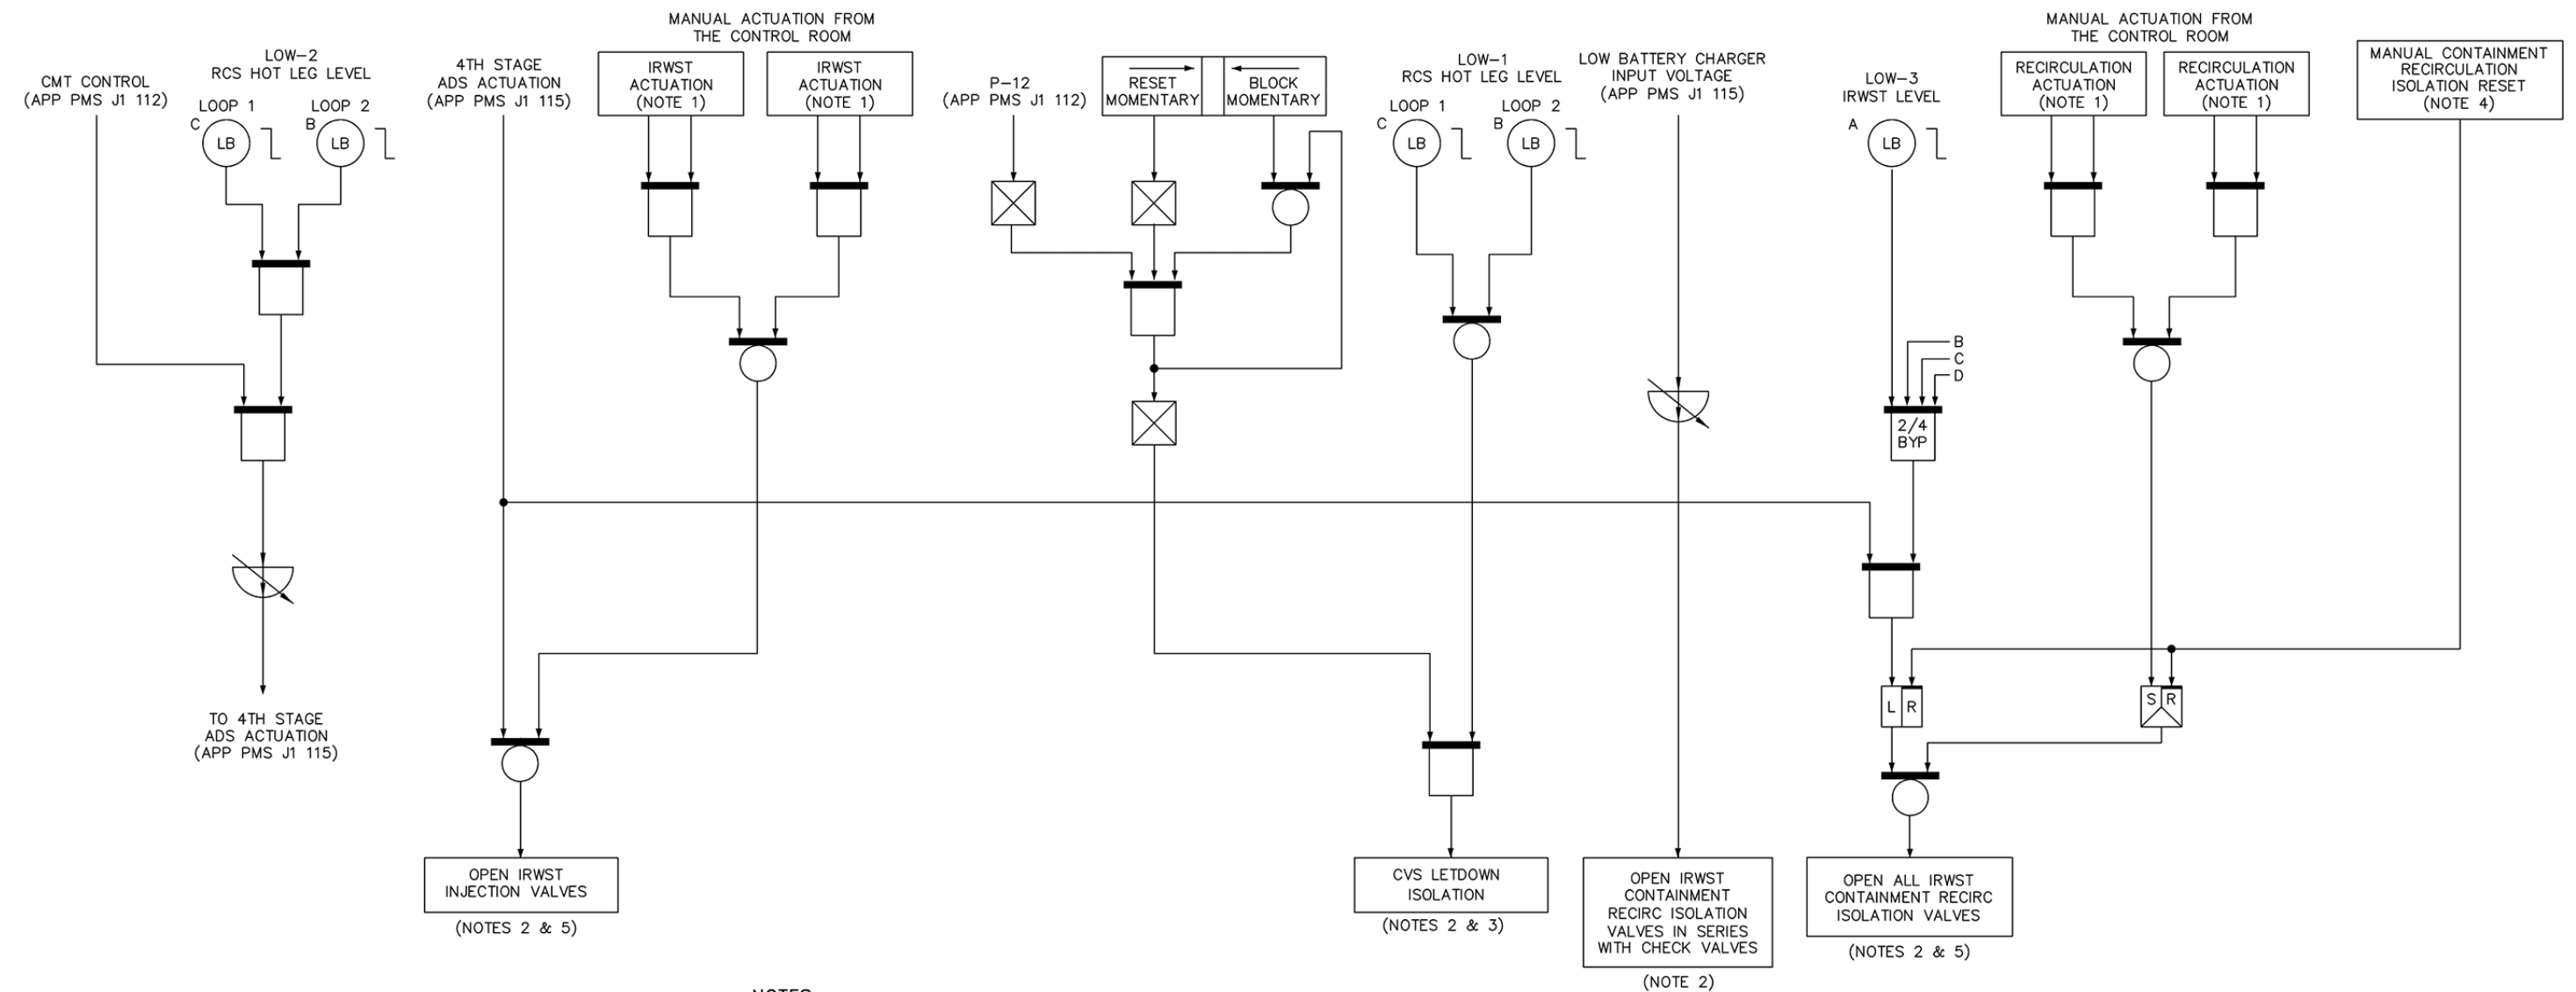 MANUAL ACTUATION FROM
THE CONTROL ROOM
CMT CONTROL
(APP PMS J1 112)
LOW-2
RCS HOT LEG LEVEL
LOOP 1
LOOP 2
C
LB
B
LB
4TH STAGE
ADS ACTUATION
(APP PMS J1 115)
IRWST
ACTUATION
(NOTE 1)
IRWST
ACTUATION
(NOTE 1)
P-12
(APP PMS J1 112)
RESET
MOMENTARY
BLOCK
MOMENTARY
LOW-1
RCS HOT LEG LEVEL
LOOP 1
LOOP 2
C
LB
B
LB
LOW BATTERY CHARGER
INPUT VOLTAGE
(APP PMS J1 115)
LOW-3
IRWST LEVEL
A
LB
MANUAL ACTUATION FROM
THE CONTROL ROOM
RECIRCULATION
ACTUATION
(NOTE 1)
RECIRCULATION
ACTUATION
(NOTE 1)
MANUAL CONTAINMENT
RECIRCULATION
ISOLATION RESET
(NOTE 4)
B
C
D
2/4
BYP
L R
S R
TO 4TH STAGE
ADS ACTUATION
(APP PMS J1 115)
OPEN IRWST
INJECTION VALVES
(NOTES 2 & 5)
CVS LETDOWN
ISOLATION
(NOTES 2 & 3)
OPEN IRWST
CONTAINMENT
RECIRC ISOLATION
VALVES IN SERIES
WITH CHECK VALVES
(NOTE 2)
OPEN ALL IRWST
CONTAINMENT RECIRC
ISOLATION VALVES
(NOTES 2 & 5)